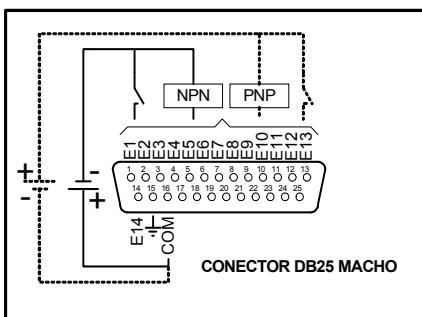 NPN PNP
E1 E2 E3 E4 E5 E6 E7 E8 E9 E10 E11 E12 E13
+ -
- +
1 2 3 4 5 6 7 8 9 10 11 12 13
14 15 16 17 18 19 20 21 22 23 24 25
E14 COM
CONECTOR DB25 MACHO